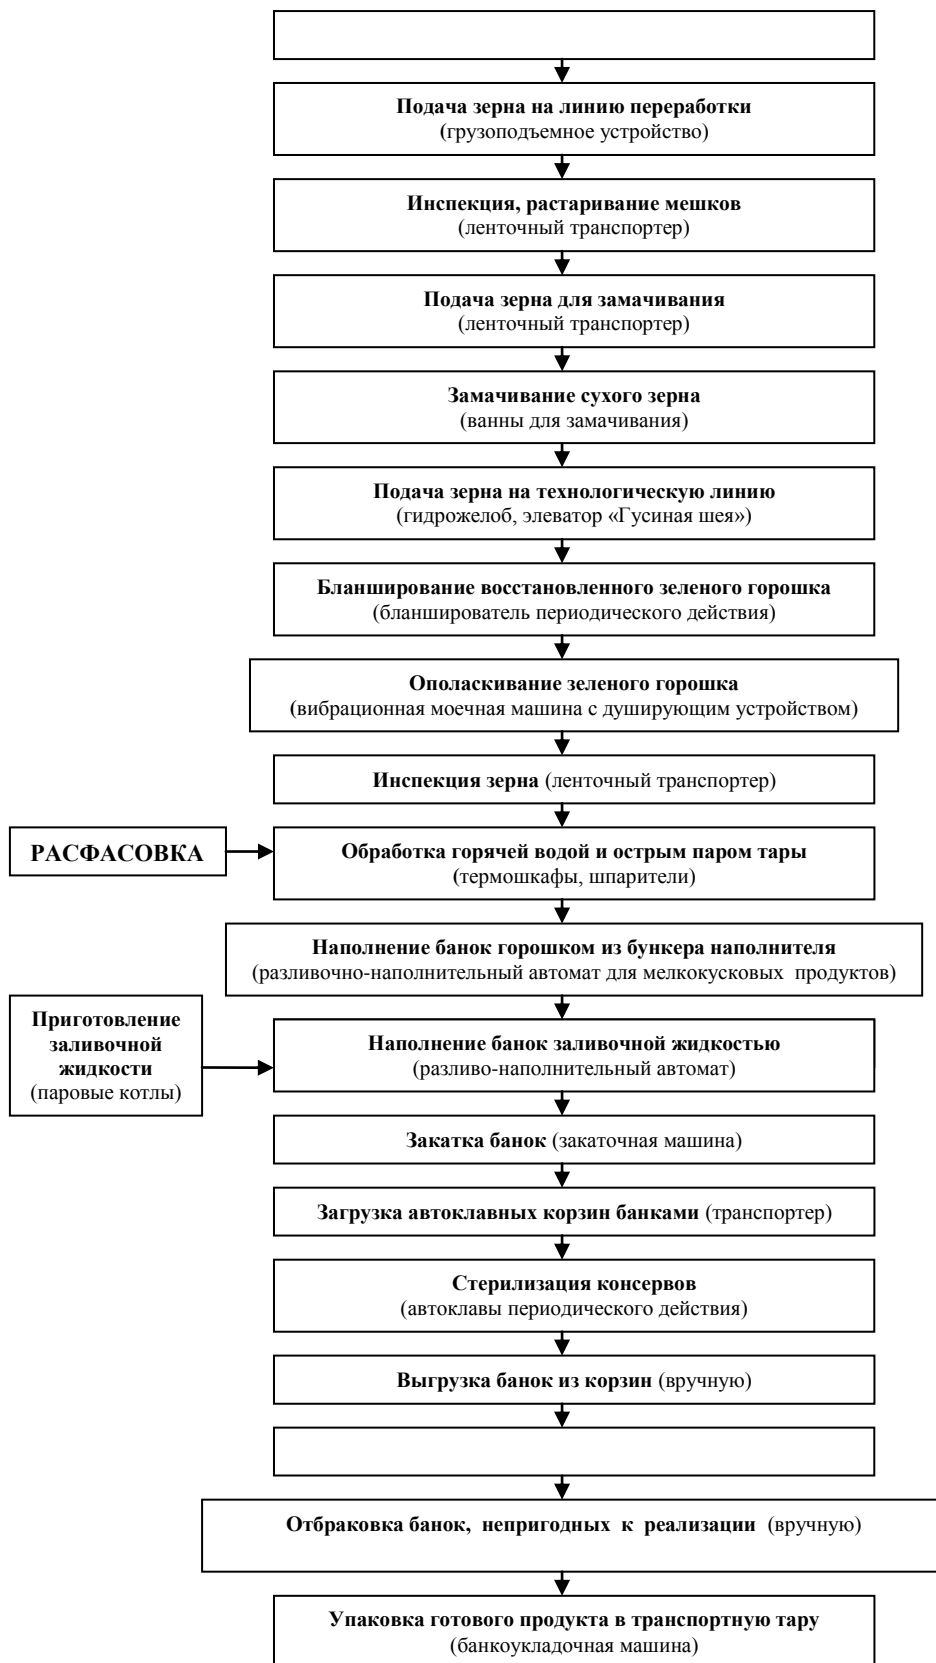 Подача зерна на линию переработки
(грузоподъемное устройство)
Инспекция, растаривание мешков
(ленточный транспортер)
Подача зерна для замачивания
(ленточный транспортер)
Замачивание сухого зерна
(ванны для замачивания)
Подача зерна на технологическую линию
(гидрожелоб, элеватор «Гусиная шея»)
Бланширование восстановленного зеленого горошка
(бланширователь периодического действия)
Ополаскивание зеленого горошка
(вибрационная моечная машина с душирующим устройством)
Инспекция зерна (ленточный транспортер)
РАСФАСОВКА
Обработка горячей водой и острым паром тары
(термошкафы, шпарители)
Наполнение банок горошком из бункера наполнителя
(разливочно-наполнительный автомат для мелкокусковых продуктов)
Приготовление
заливочной
жидкости
(паровые котлы)
Наполнение банок заливочной жидкостью
(разливо-наполнительный автомат)
Закатка банок (закаточная машина)
Загрузка автоклавных корзин банками (транспортер)
Стерилизация консервов
(автоклавы периодического действия)
Выгрузка банок из корзин (вручную)
Отбраковка банок, непригодных к реализации (вручную)
Упаковка готового продукта в транспортную тару
(банкоукладочная машина)